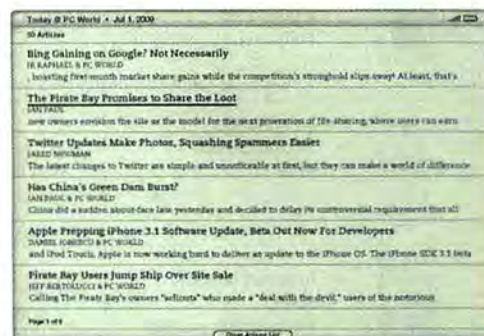 Today @ PC World • Jul 1, 2009
10 Articles
Bing Gaining on Google? Not Necessarily
JR RAPHAEL & PC WORLD
, boasting first-month market share gains while the competition's stronghold slips away! At least, that's
The Pirate Bay Promises to Share the Loot
IAN PAUL
new owners envision the site as the model for the next generation of file-sharing, where users can earn
Twitter Updates Make Photos, Squashing Spammers Easier
JARED NEWMAN
The latest changes to Twitter are simple and unnoticeable at first, but they can make a world of difference
Has China's Green Dam Burst?
IAN PAUL & PC WORLD
China did a sudden about-face late yesterday and decided to delay its controversial requirement that all
Apple Prepping iPhone 3.1 Software Update, Beta Out Now For Developers
DANIEL IONESCU & PC WORLD
and iPod Touch. Apple is now working hard to deliver an update to the iPhone OS. The iPhone SDK 3.1 beta
Pirate Bay Users Jump Ship Over Site Sale
JEFF BERTOLUCCI & PC WORLD
Calling The Pirate Bay's owners "sellouts" who made a "deal with the devil," users of the notorious
Page 1 of